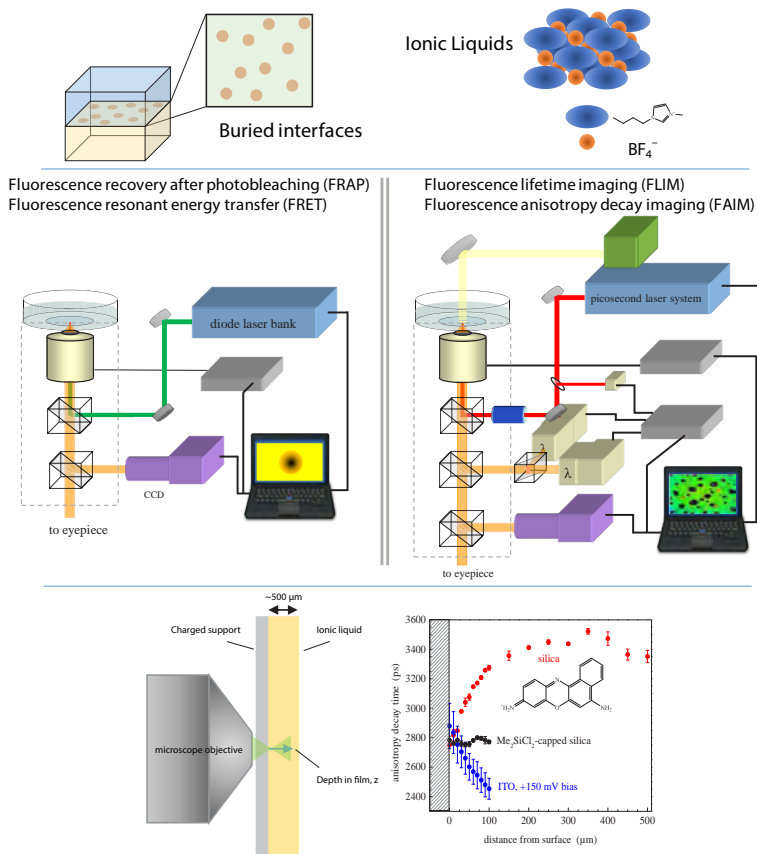 Ionic Liquids
Buried interfaces
BF₄⁻
Fluorescence recovery after photobleaching (FRAP)
Fluorescence resonant energy transfer (FRET)
Fluorescence lifetime imaging (FLIM)
Fluorescence anisotropy decay imaging (FAIM)
diode laser bank
CCD
to eyepiece
picosecond laser system
λ
λ
to eyepiece
~500 μm
Charged support
Ionic liquid
microscope objective
Depth in film, z
anisotropy decay time (ps)
3600
3400
3200
3000
2800
2600
2400
silica
N
⁺H₂N
O
NH₂
Me₂SiCl₂-capped silica
ITO, +150 mV bias
0
100
200
300
400
500
distance from surface (μm)